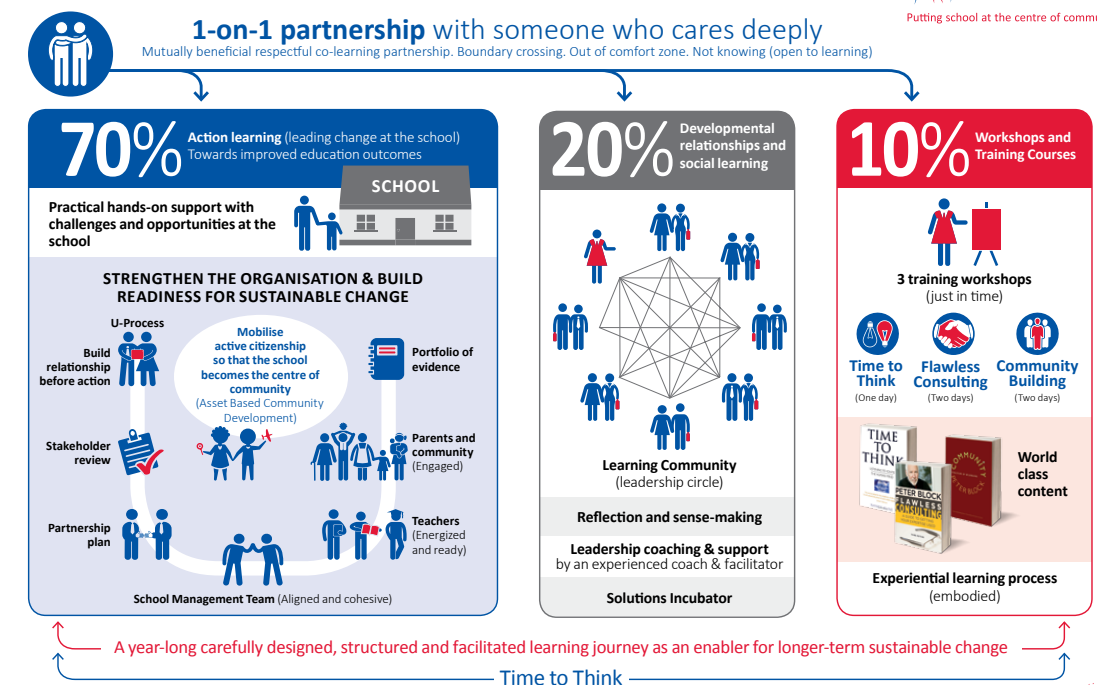 Putting school at the centre of
1-on-1 partnership with someone who cares deeply
Mutually beneficial respectful co-learning partnership. Boundary crossing. Out of comfort zone. Not knowing (open to learning)
70%
Action learning (leading change at the school)
Towards improved education outcomes
SCHOOL
Practical hands-on support with
challenges and opportunities at the
school
STRENGTHEN THE ORGANISATION & BUILD
READINESS FOR SUSTAINABLE CHANGE
U-Process
Build
relationship
before action
Mobilise
active citizenship
so that the school
becomes the centre of
community
(Asset Based Community
Development)
Portfolio of
evidence
Stakeholder
review
Parents and
community
(Engaged)
Partnership
plan
Teachers
(Energized
and ready)
School Management Team (Aligned and cohesive)
20%
Developmental
relationships and
social learning
Learning Community
(leadership circle)
Reflection and sense-making
Leadership coaching & support
by an experienced coach & facilitator
Solutions Incubator
10%
Workshops and
Training Courses
3 training workshops
(just in time)
Time to
Think
(One day)
Flawless
Consulting
(Two days)
Community
Building
(Two days)
TIME
TO
THINK
PETER BLOCK
FLAWLESS
CONSULTING
COMMUNITY
PETER BLOCK
World
class
content
Experiential learning process
(embodied)
A year-long carefully designed, structured and facilitated learning journey as an enabler for longer-term sustainable change
Time to Think